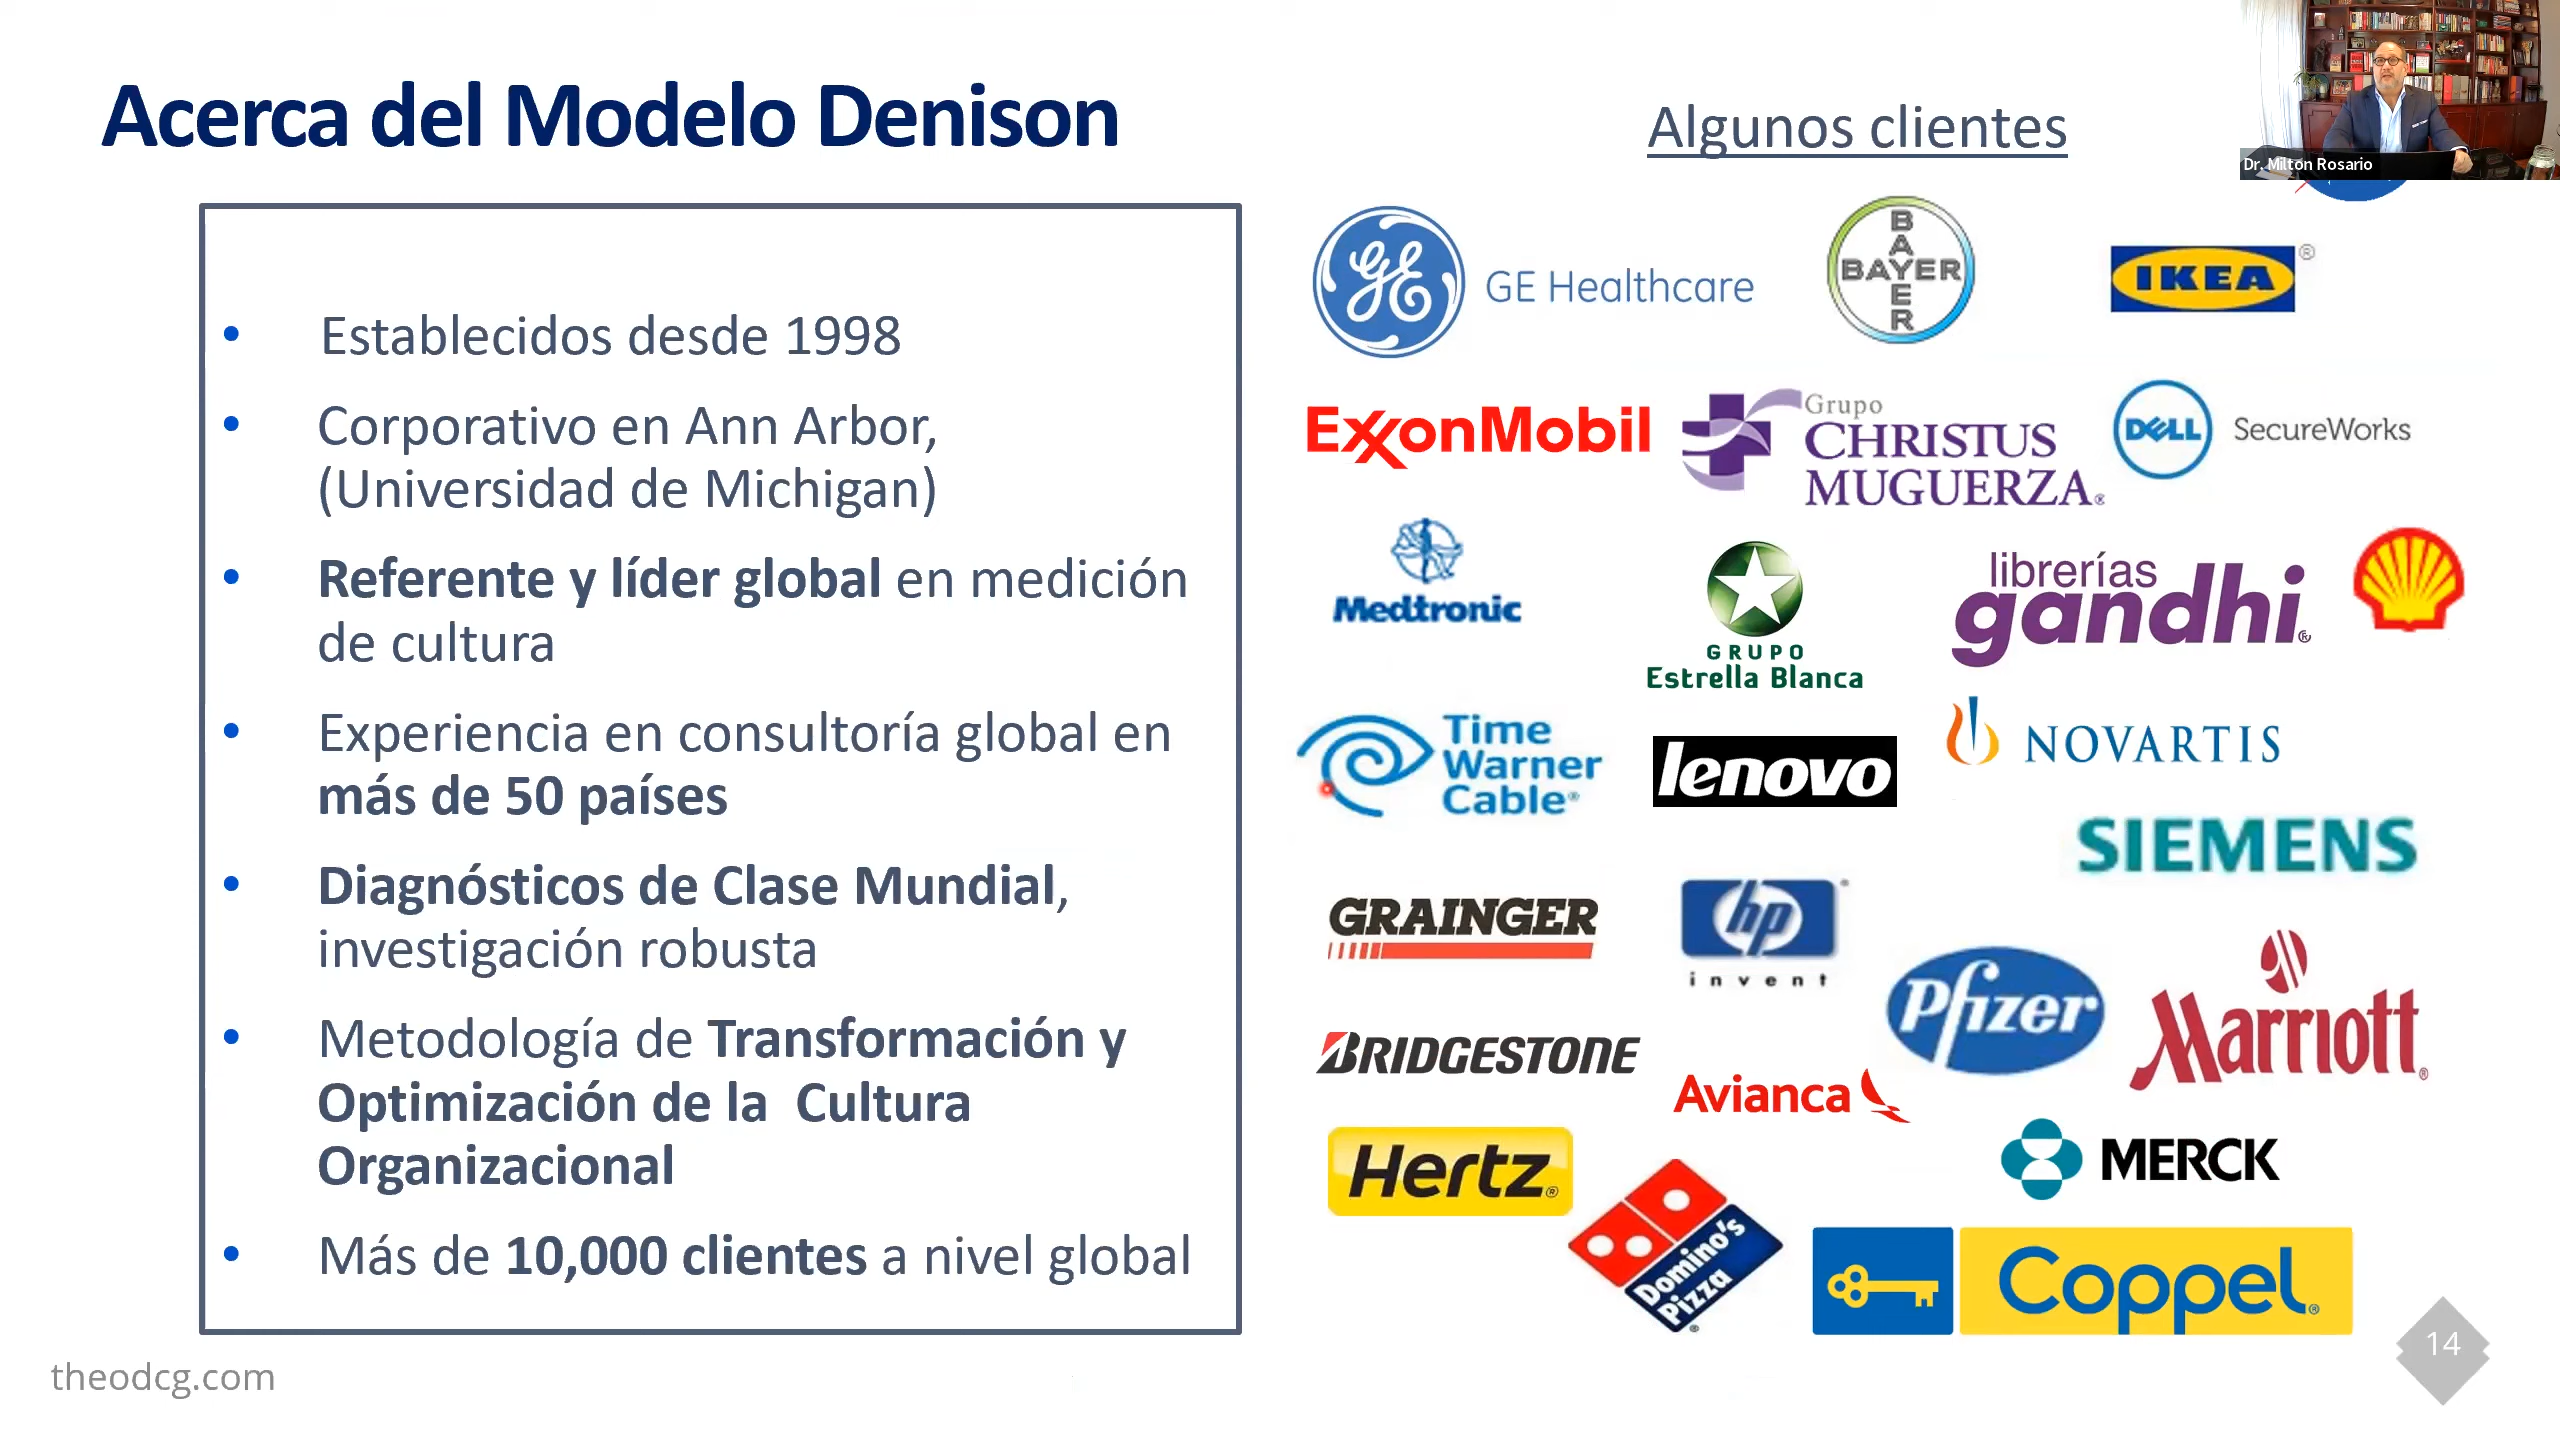 Acerca del Modelo Denison
Establecidos desde 1998
Corporativo en Ann Arbor,
(Universidad de Michigan)
Referente y líder global en medición
de cultura
Experiencia en consultoría global en
más de 50 países
Diagnósticos de Clase Mundial,
investigación robusta
Metodología de Transformación y
Optimización de la Cultura
Organizacional
Más de 10,000 clientes a nivel global
Algunos clientes
Dr. Milton Rosario
GE GE Healthcare
BAYER
BAYER
IKEA®
ExxonMobil
Grupo
CHRISTUS
MUGUERZA®
DELL SecureWorks
Medtronic
GRUPO
Estrella Blanca
librerías
gandhi®
Time
Warner
Cable®
lenovo
NOVARTIS
SIEMENS
GRAINGER
hp
invent
Pfizer
Marriott®
BRIDGESTONE
Avianca
Hertz®
MERCK
Domino's
Pizza®
Coppel®
theodcg.com
14